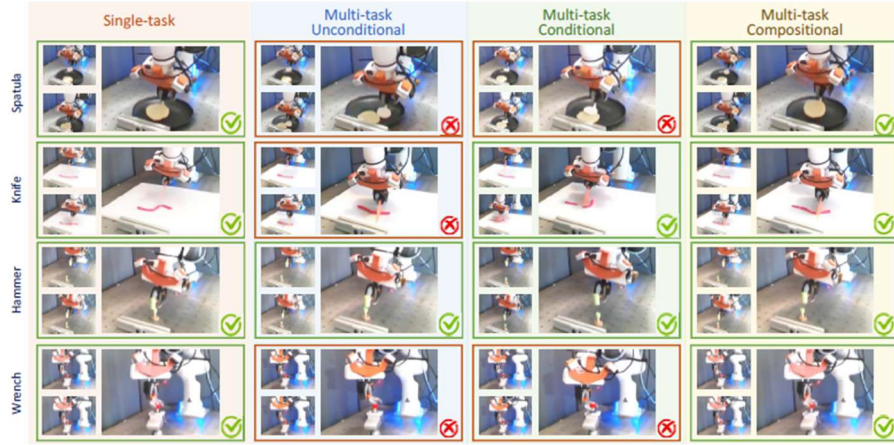 Single-task
Multi-task
Unconditional
Multi-task
Conditional
Multi-task
Compositional
Spatula
Knife
Hammer
Wrench